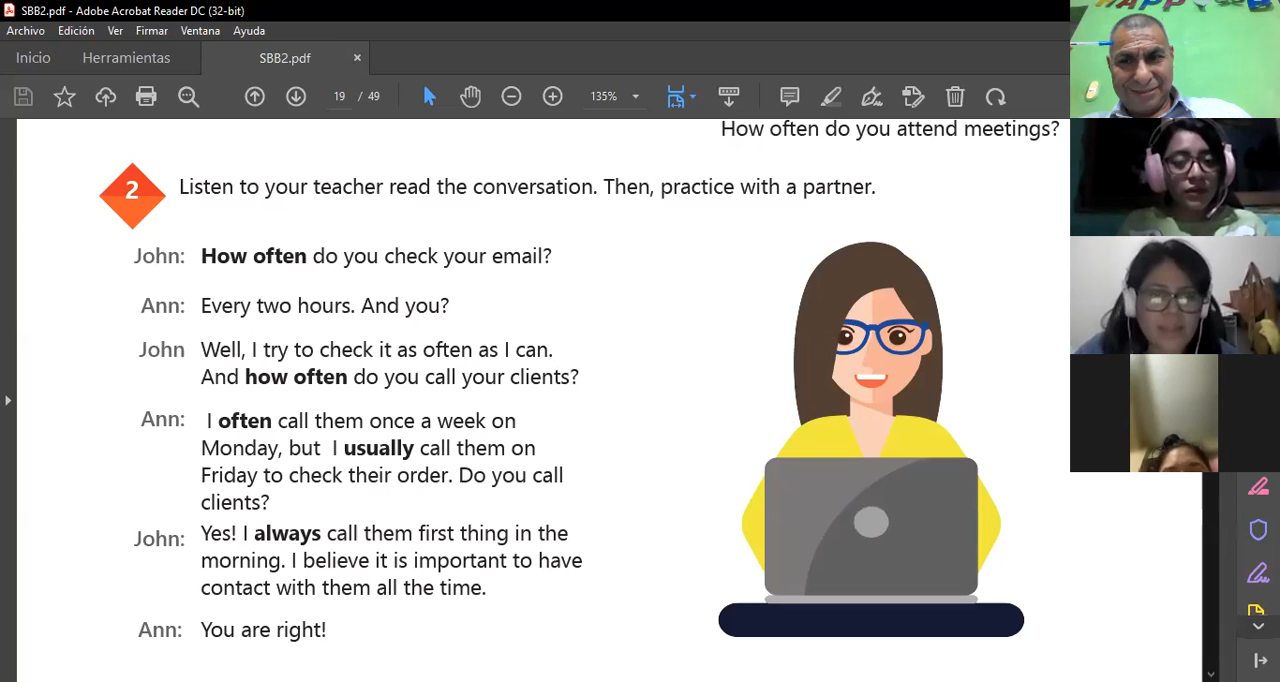 SBB2.pdf - Adobe Acrobat Reader DC (32-bit)
Archivo Edición Ver Firmar Ventana Ayuda
Inicio Herramientas SBB2.pdf ×
19 / 49 135%
How often do you attend meetings?
2 Listen to your teacher read the conversation. Then, practice with a partner.
John: How often do you check your email?
Ann: Every two hours. And you?
John Well, I try to check it as often as I can.
And how often do you call your clients?
Ann: I often call them once a week on
Monday, but I usually call them on
Friday to check their order. Do you call
clients?
John: Yes! I always call them first thing in the
morning. I believe it is important to have
contact with them all the time.
Ann: You are right!